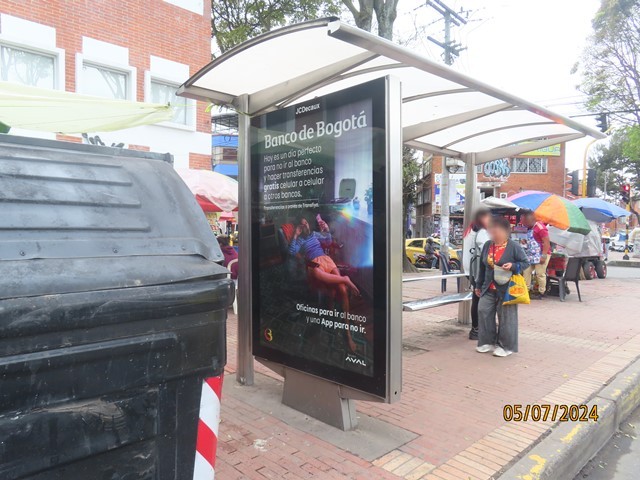 JCDecaux
Banco de Bogotá
Hoy es un día perfecto
para no ir al banco
y hacer transferencias
gratis celular a celular
a otros bancos.
Oficinas para ir al banco
y una App para no ir.
AVAL
05/07/2024